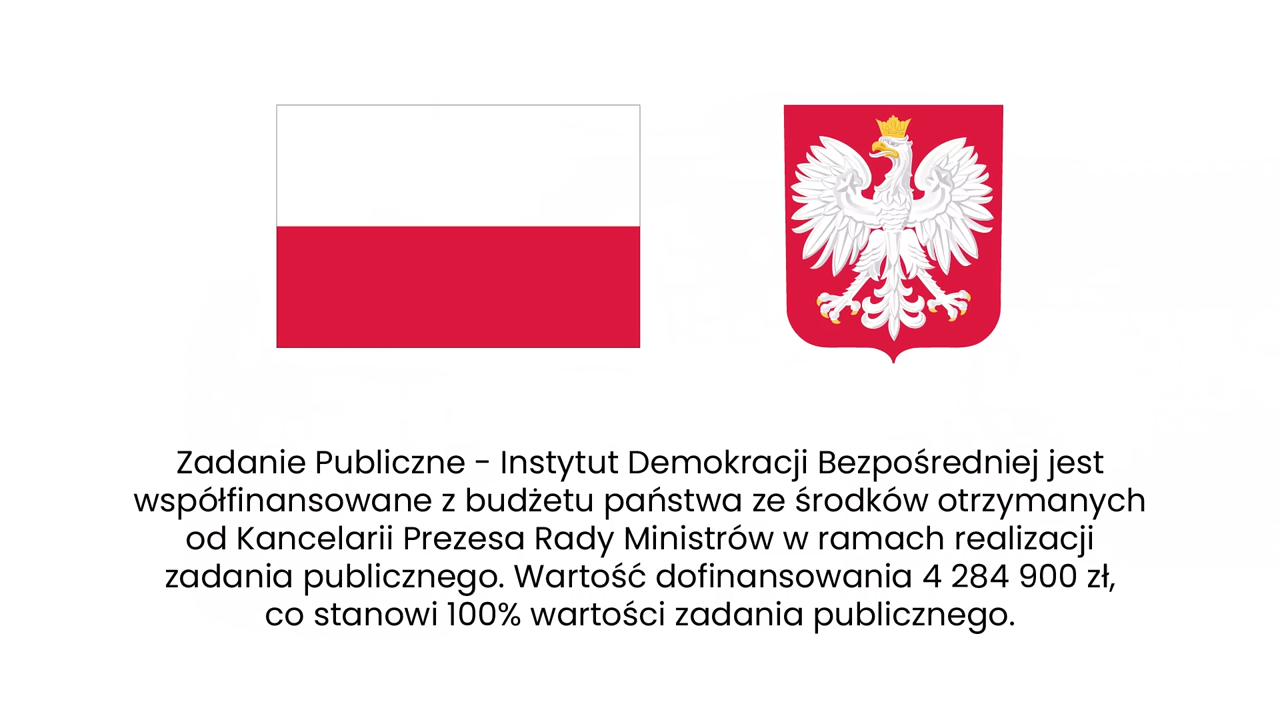 Zadanie Publiczne - Instytut Demokracji Bezpośredniej jest
współfinansowane z budżetu państwa ze środków otrzymanych
od Kancelarii Prezesa Rady Ministrów w ramach realizacji
zadania publicznego. Wartość dofinansowania 4 284 900 zł,
co stanowi 100% wartości zadania publicznego.